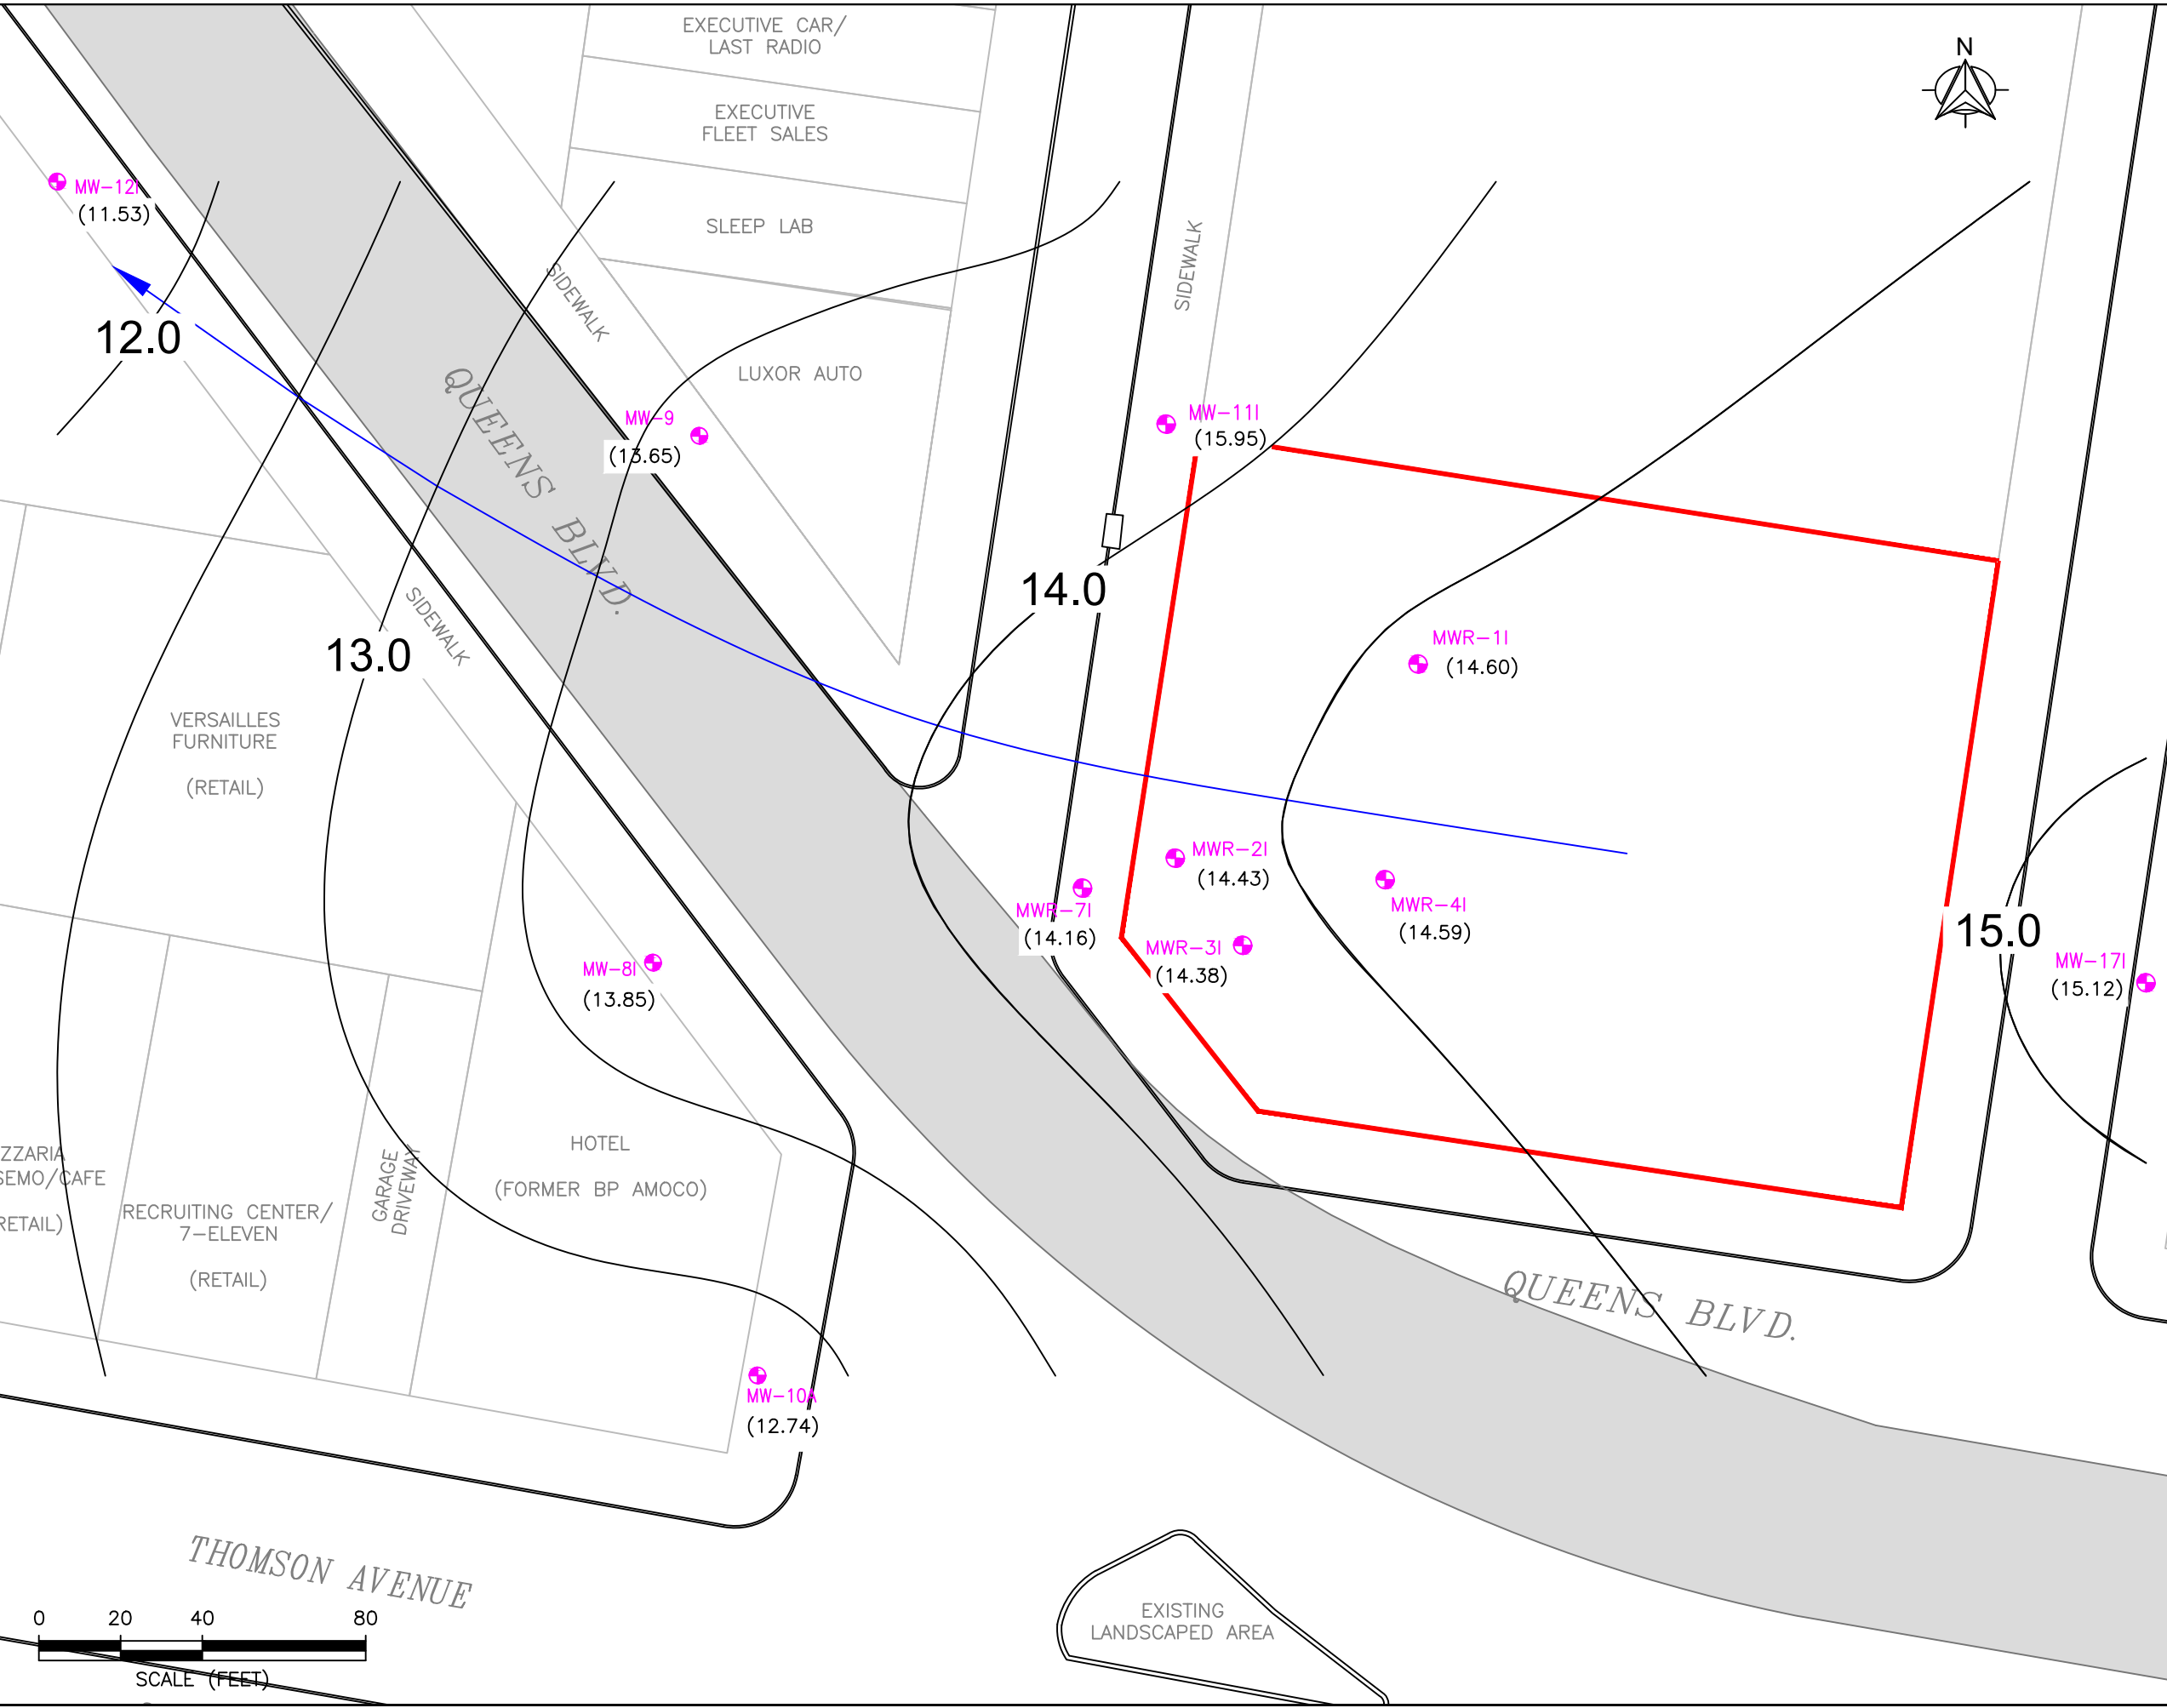 EXECUTIVE CAR/
LAST RADIO
N
EXECUTIVE
FLEET SALES
MW-12I
(11.53)
SLEEP LAB
SIDEWALK
SIDEWALK
12.0
LUXOR AUTO
QUEENS BLVD.
MW-9
(13.65)
MW-11I
(15.95)
14.0
SIDEWALK
13.0
MWR-1I
(14.60)
VERSAILLES
FURNITURE
(RETAIL)
MWR-2I
(14.43)
MWR-7I
(14.16)
MWR-4I
(14.59)
15.0
MWR-3I
(14.38)
MW-17I
(15.12)
MW-8I
(13.85)
HOTEL
(FORMER BP AMOCO)
ZZARIA
SEMO/CAFE
RETAIL)
GARAGE
DRIVEWAY
RECRUITING CENTER/
7-ELEVEN
(RETAIL)
QUEENS BLVD.
MW-10A
(12.74)
THOMSON AVENUE
EXISTING
LANDSCAPED AREA
0 20 40 80
SCALE (FEET)